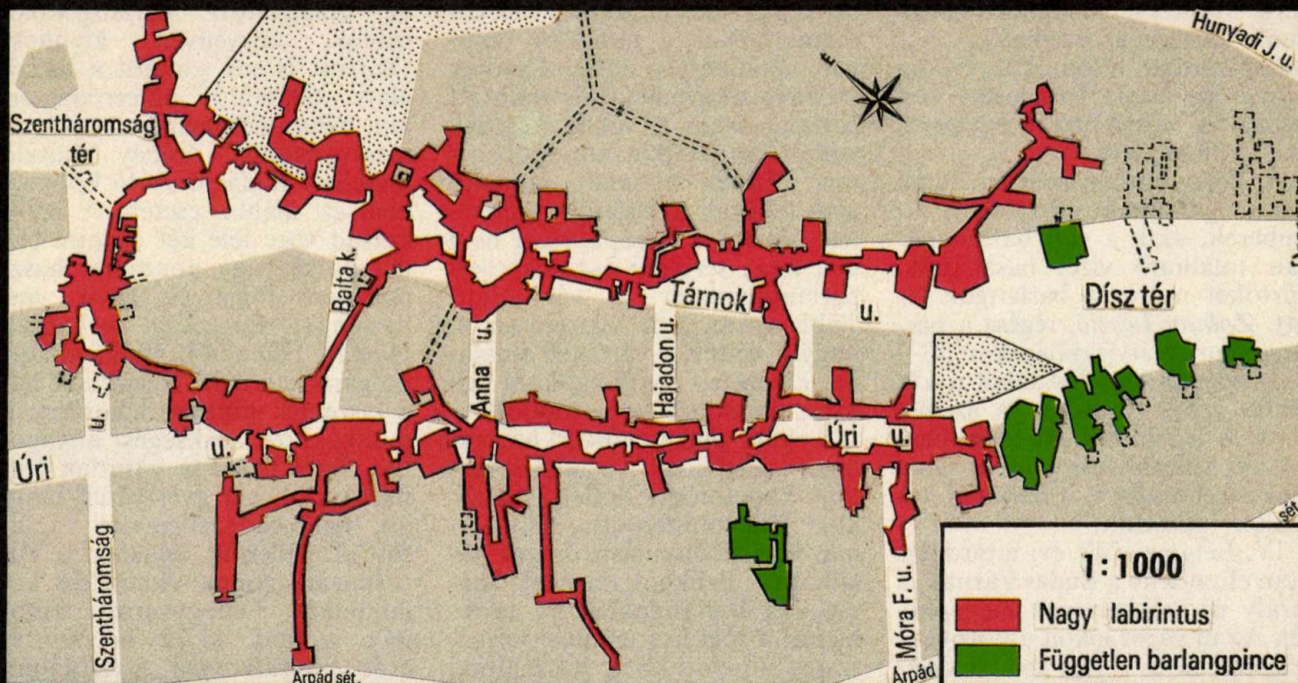 Hunyadi J. u.
Szentháromság
tér
Balta k.
Tárnok
u.
Dísz tér
Anna
u.
Hajadon u.
Úri
u.
u.
Úri
u.
Szentháromság
Móra F. u.
Árpád sét.
Árpád
sét
1:1000
Nagy labirintus
Független barlangpince